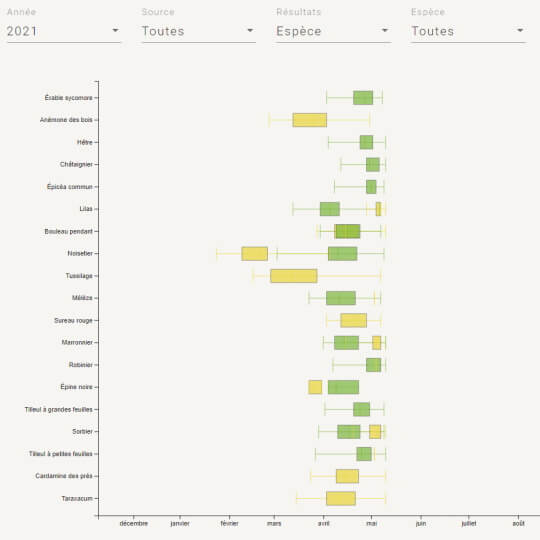 Année Source Résultats Espèce
2021 Toutes Espèce Toutes
Érable sycomore
Anémone des bois
Hêtre
Châtaignier
Épicéa commun
Lilas
Bouleau pendant
Noisetier
Tussilage
Mélèze
Sureau rouge
Marronnier
Robinier
Épine noire
Tilleul à grandes feuilles
Sorbier
Tilleul à petites feuilles
Cardamine des prés
Taraxacum
décembre janvier février mars avril mai juin juillet août